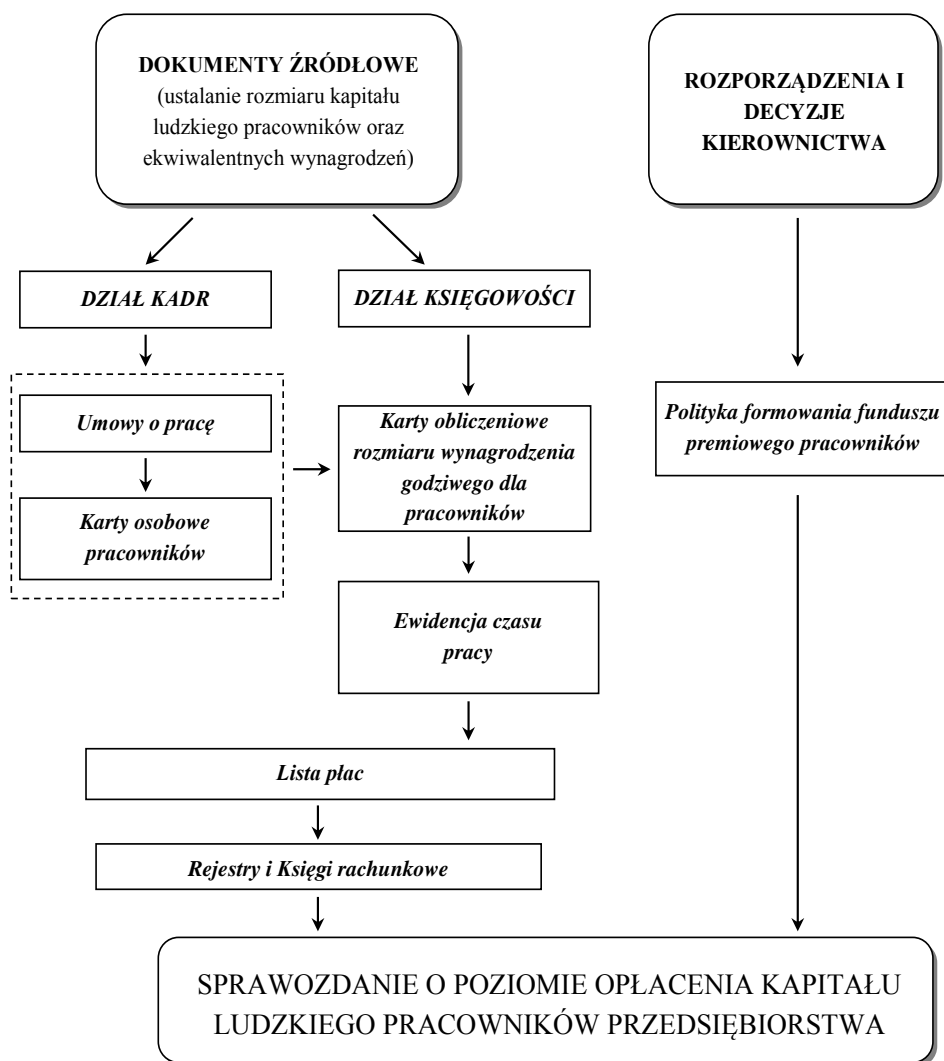 DOKUMENTY ŹRÓDŁOWE
(ustalanie rozmiaru kapitału
ludzkiego pracowników oraz
ekwiwalentnych wynagrodzeń)
ROZPORZĄDZENIA I
DECYZJE
KIEROWNICTWA
DZIAŁ KADR
DZIAŁ KSIĘGOWOŚCI
Umowy o pracę
Karty osobowe
pracowników
Karty obliczeniowe
rozmiaru wynagrodzenia
godziwego dla
pracowników
Polityka formowania funduszu
premiowego pracowników
Ewidencja czasu
pracy
Lista płac
Rejestry i Księgi rachunkowe
SPRAWOZDANIE O POZIOMIE OPŁACENIA KAPITAŁU
LUDZKIEGO PRACOWNIKÓW PRZEDSIĘBIORSTWA